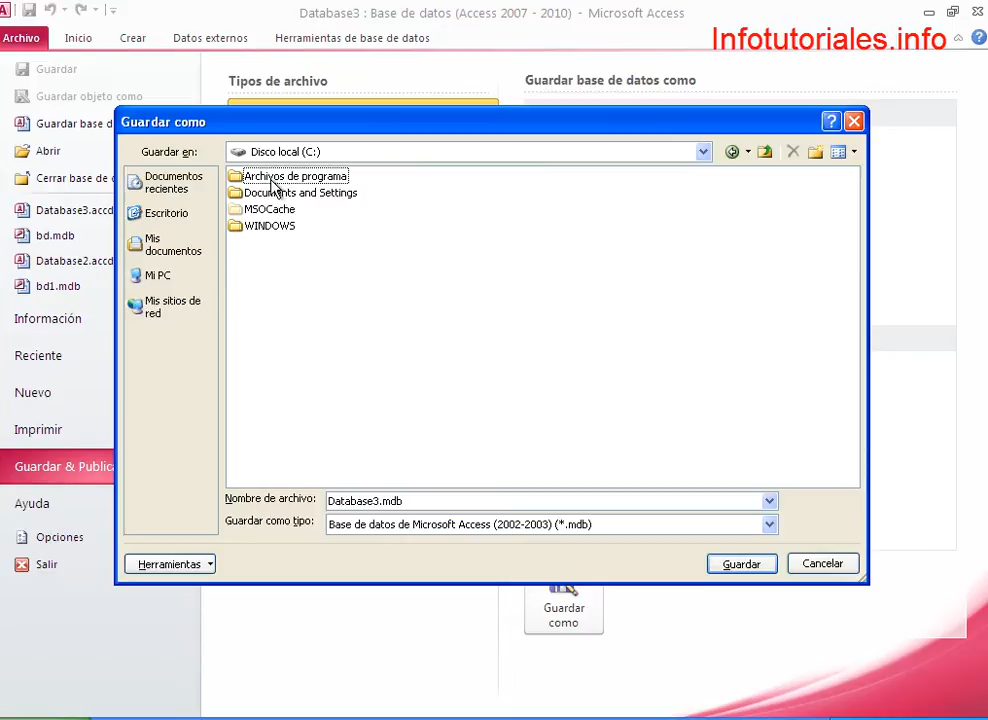 Database3 : Base de datos (Access 2007 - 2010) - Microsoft Access
Archivo Inicio Crear Datos externos Herramientas de base de datos
Infotutoriales.info
Guardar
Guardar objeto como
Guardar base d
Abrir
Cerrar base de
Database3.accd
bd.mdb
Database2.accd
bd1.mdb
Información
Reciente
Nuevo
Imprimir
Guardar & Publica
Ayuda
Opciones
Salir
Tipos de archivo
Guardar base de datos como
Guardar como
Guardar en: Disco local (C:)
Documentos recientes
Escritorio
Mis documentos
Mi PC
Mis sitios de red
Archivos de programa
Documents and Settings
MSOCache
WINDOWS
Nombre de archivo: Database3.mdb
Guardar como tipo: Base de datos de Microsoft Access (2002-2003) (*.mdb)
Herramientas Guardar Cancelar
Guardar
como